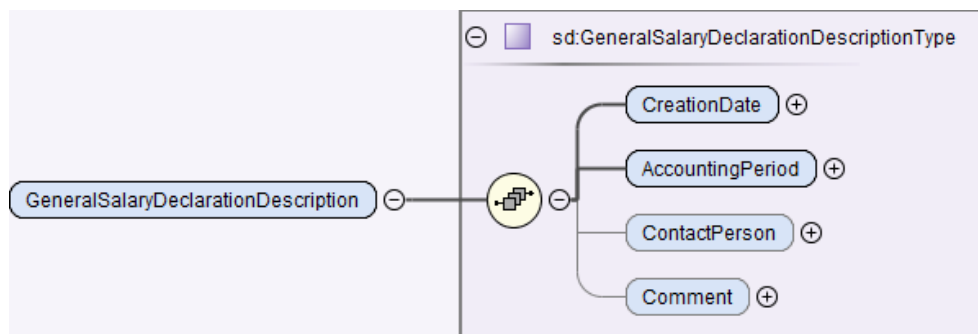 sd:GeneralSalaryDeclarationDescriptionType
CreationDate
AccountingPeriod
GeneralSalaryDeclarationDescription
ContactPerson
Comment